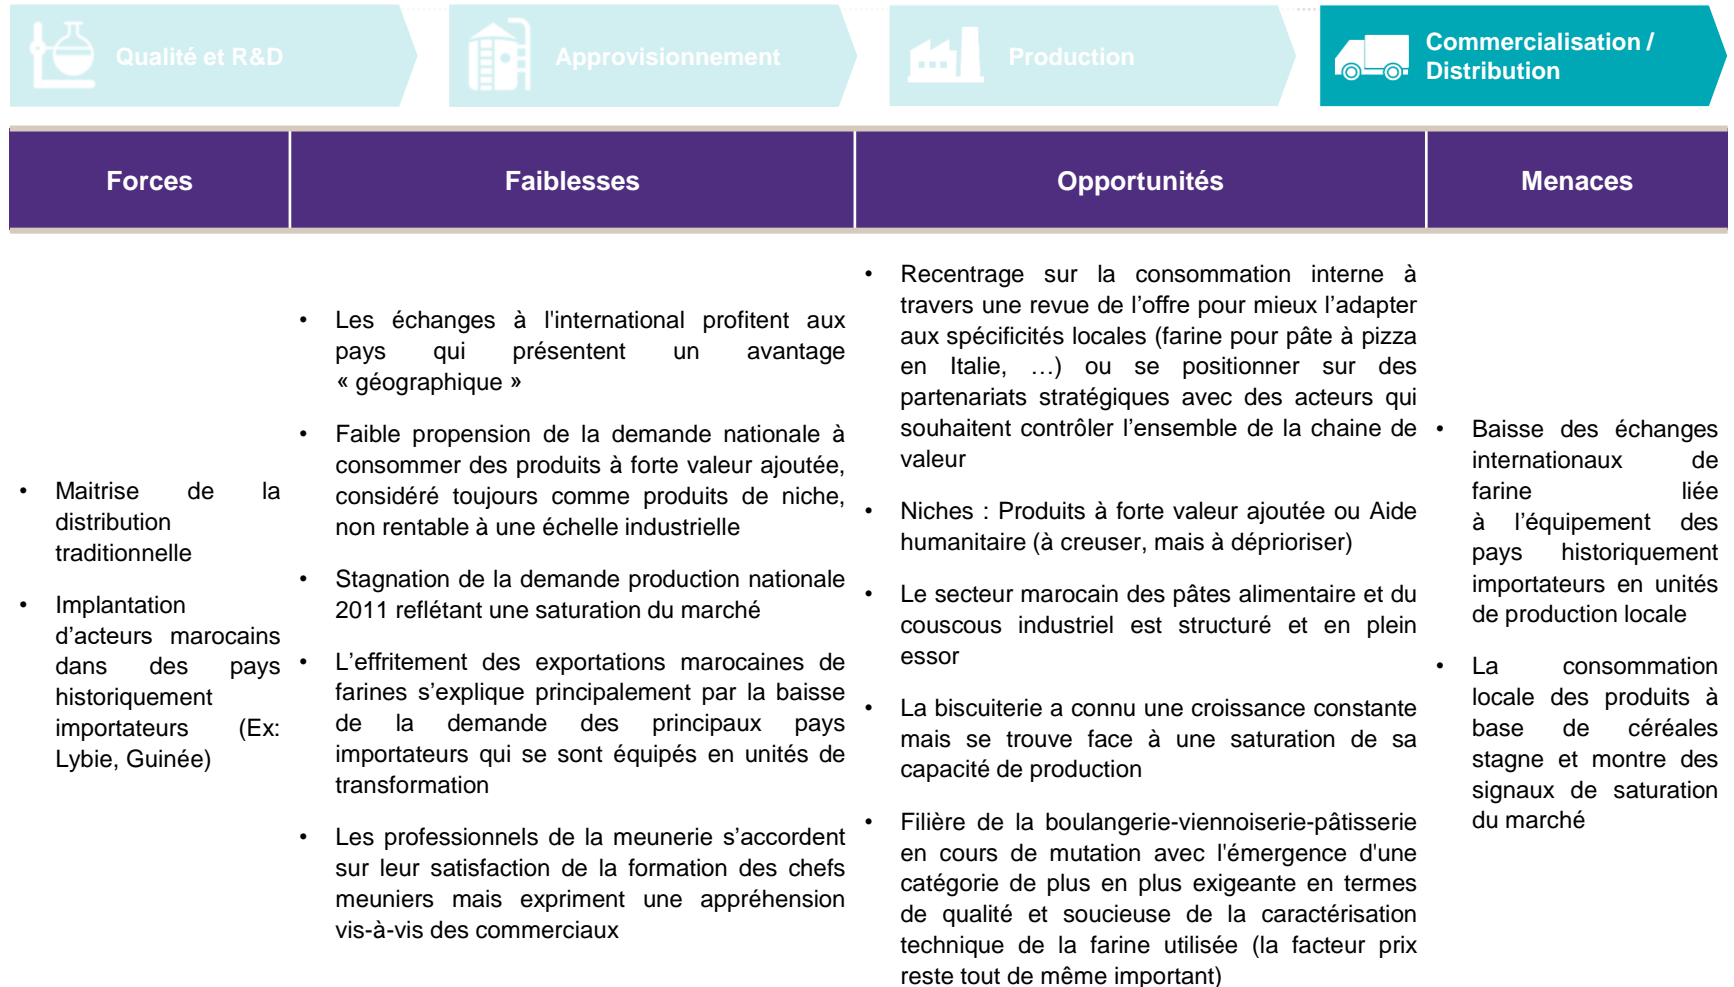 Qualité et R&D
Approvisionnement
Production
Commercialisation /
Distribution
Forces
Faiblesses
Opportunités
Menaces
• Maitrise de la
distribution
traditionnelle
• Implantation
d’acteurs marocains
dans des pays
historiquement
importateurs (Ex:
Lybie, Guinée)
• Les échanges à l'international profitent aux
pays qui présentent un avantage
« géographique »
• Faible propension de la demande nationale à
consommer des produits à forte valeur ajoutée,
considéré toujours comme produits de niche,
non rentable à une échelle industrielle
• Stagnation de la demande production nationale
2011 reflétant une saturation du marché
• L’effritement des exportations marocaines de
farines s’explique principalement par la baisse
de la demande des principaux pays
importateurs qui se sont équipés en unités de
transformation
• Les professionnels de la meunerie s’accordent
sur leur satisfaction de la formation des chefs
meuniers mais expriment une appréhension
vis-à-vis des commerciaux
• Recentrage sur la consommation interne à
travers une revue de l’offre pour mieux l’adapter
aux spécificités locales (farine pour pâte à pizza
en Italie, …) ou se positionner sur des
partenariats stratégiques avec des acteurs qui
souhaitent contrôler l’ensemble de la chaine de
valeur
• Niches : Produits à forte valeur ajoutée ou Aide
humanitaire (à creuser, mais à déprioriser)
• Le secteur marocain des pâtes alimentaire et du
couscous industriel est structuré et en plein
essor
• La biscuiterie a connu une croissance constante
mais se trouve face à une saturation de sa
capacité de production
• Filière de la boulangerie-viennoiserie-pâtisserie
en cours de mutation avec l'émergence d'une
catégorie de plus en plus exigeante en termes
de qualité et soucieuse de la caractérisation
technique de la farine utilisée (la facteur prix
reste tout de même important)
• Baisse des échanges
internationaux de
farine liée
à l’équipement des
pays historiquement
importateurs en unités
de production locale
• La consommation
locale des produits à
base de céréales
stagne et montre des
signaux de saturation
du marché